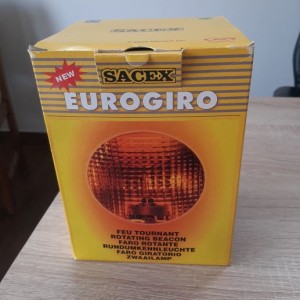 NEW
SACEX
EUROGIRO
FEU TOURNANT
ROTATING BEACON
FARO ROTANTE
RUNDUMKENNLEUCHTE
FARO GIRATORIO
ZWAAILAMP